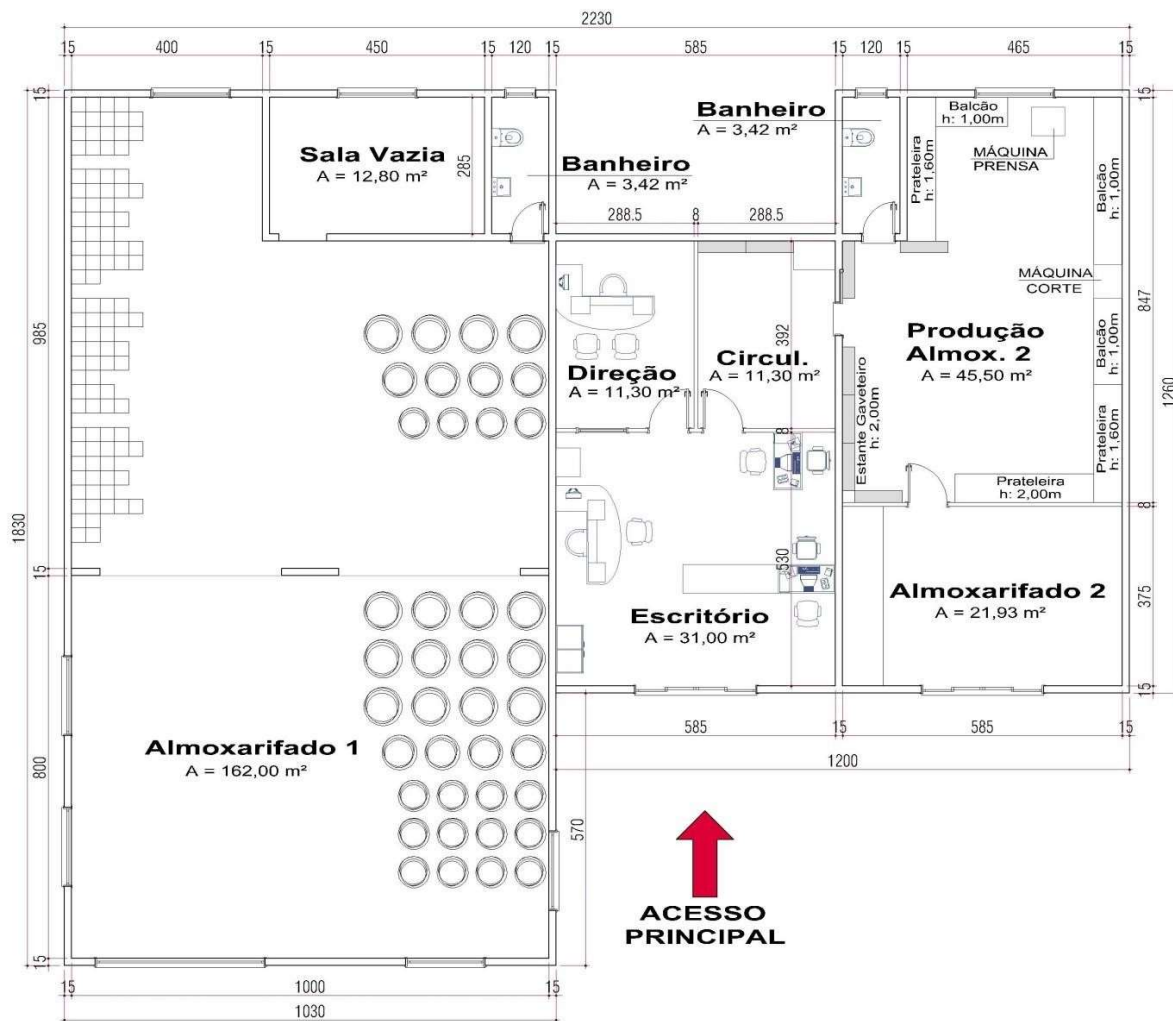 2230
15 400 15 450 15 120 15 585 15 120 15 465 15
15
985
15
800
15
1830
Sala Vazia
A = 12,80 m²
285
Banheiro
A = 3,42 m²
Banheiro
A = 3,42 m²
288.5 8 288.5
Balcão
h: 1,00m
Prateleira
h: 1,60m
MÁQUINA
PRENSA
Balcão
h: 1,00m
MÁQUINA
CORTE
Balcão
h: 1,00m
Prateleira
h: 1,60m
Produção
Almox. 2
A = 45,50 m²
Estante Gaveteiro
h: 2,00m
Prateleira
h: 2,00m
Direção
A = 11,30 m²
Circul.
A = 11,30 m²
392
8
530
Escritório
A = 31,00 m²
Almoxarifado 2
A = 21,93 m²
15
847
8
375
15
1260
585 15 585 15
1200
570
Almoxarifado 1
A = 162,00 m²
ACESSO
PRINCIPAL
15 1000 15
1030